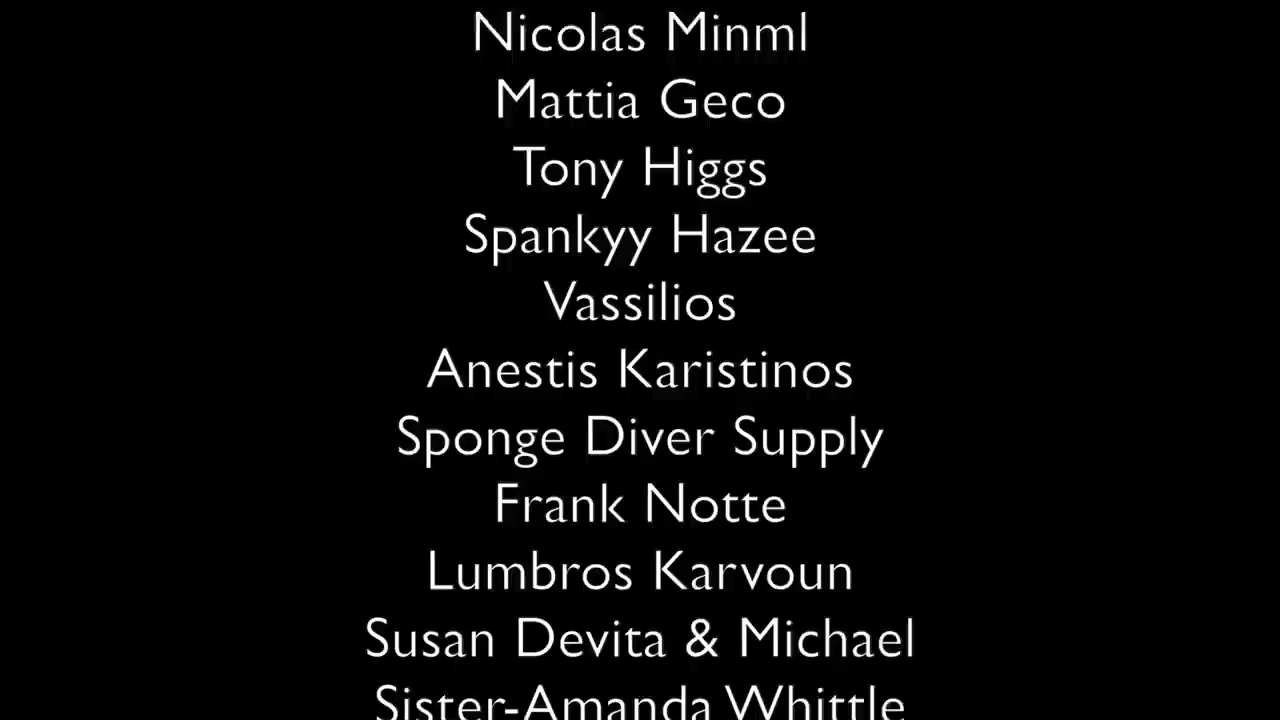 Nicolas Minml
Mattia Geco
Tony Higgs
Spankyy Hazee
Vassilios
Anestis Karistinos
Sponge Diver Supply
Frank Notte
Lumbros Karvoun
Susan Devita & Michael
Sister-Amanda Whittle